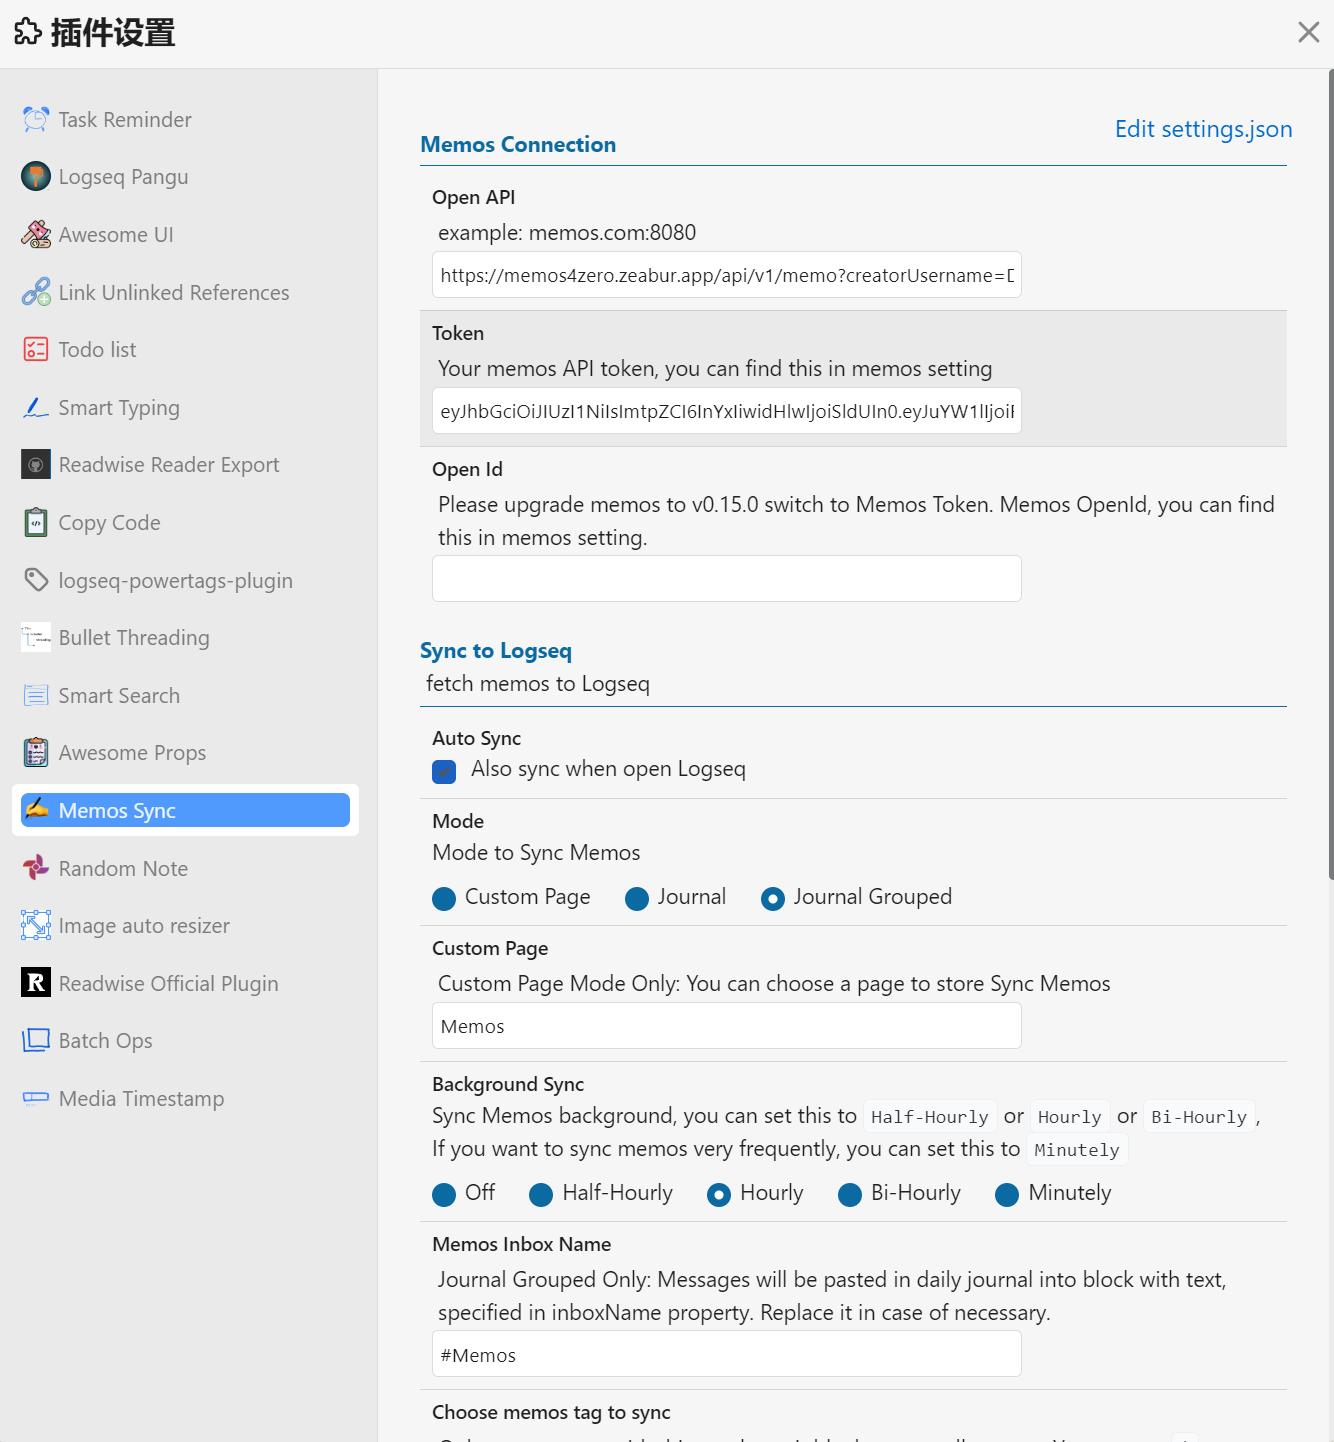 插件设置
Task Reminder
Logseq Pangu
Awesome UI
Link Unlinked References
Todo list
Smart Typing
Readwise Reader Export
Copy Code
logseq-powertags-plugin
Bullet Threading
Smart Search
Awesome Props
Memos Sync
Random Note
Image auto resizer
Readwise Official Plugin
Batch Ops
Media Timestamp
Edit settings.json
Memos Connection
Open API
example: memos.com:8080
https://memos4zero.zeabur.app/api/v1/memo?creatorUsername=
Token
Your memos API token, you can find this in memos setting
Open Id
Please upgrade memos to v0.15.0 switch to Memos Token. Memos OpenId, you can find
this in memos setting.
Sync to Logseq
fetch memos to Logseq
Auto Sync
Also sync when open Logseq
Mode
Mode to Sync Memos
Custom Page Journal Journal Grouped
Custom Page
Custom Page Mode Only: You can choose a page to store Sync Memos
Memos
Background Sync
Sync Memos background, you can set this to Half-Hourly or Hourly or Bi-Hourly,
If you want to sync memos very frequently, you can set this to Minutely
Off Half-Hourly Hourly Bi-Hourly Minutely
Memos Inbox Name
Journal Grouped Only: Messages will be pasted in daily journal into block with text,
specified in inboxName property. Replace it in case of necessary.
#Memos
Choose memos tag to sync